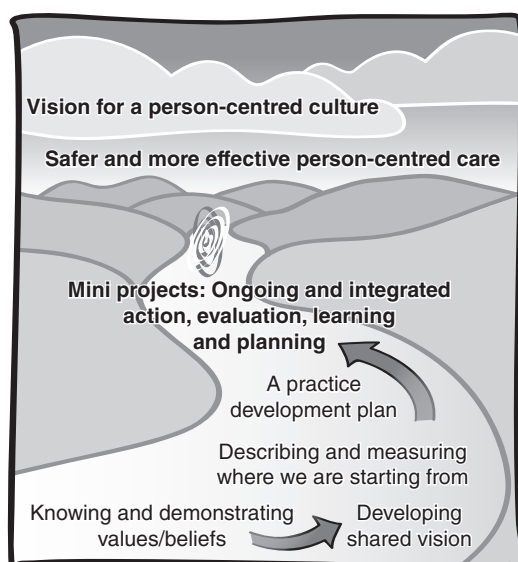 Vision for a person-centred culture
Safer and more effective person-centred care
Mini projects: Ongoing and integrated
action, evaluation, learning
and planning
A practice
development plan
Describing and measuring
where we are starting from
Knowing and demonstrating
values/beliefs
Developing
shared vision